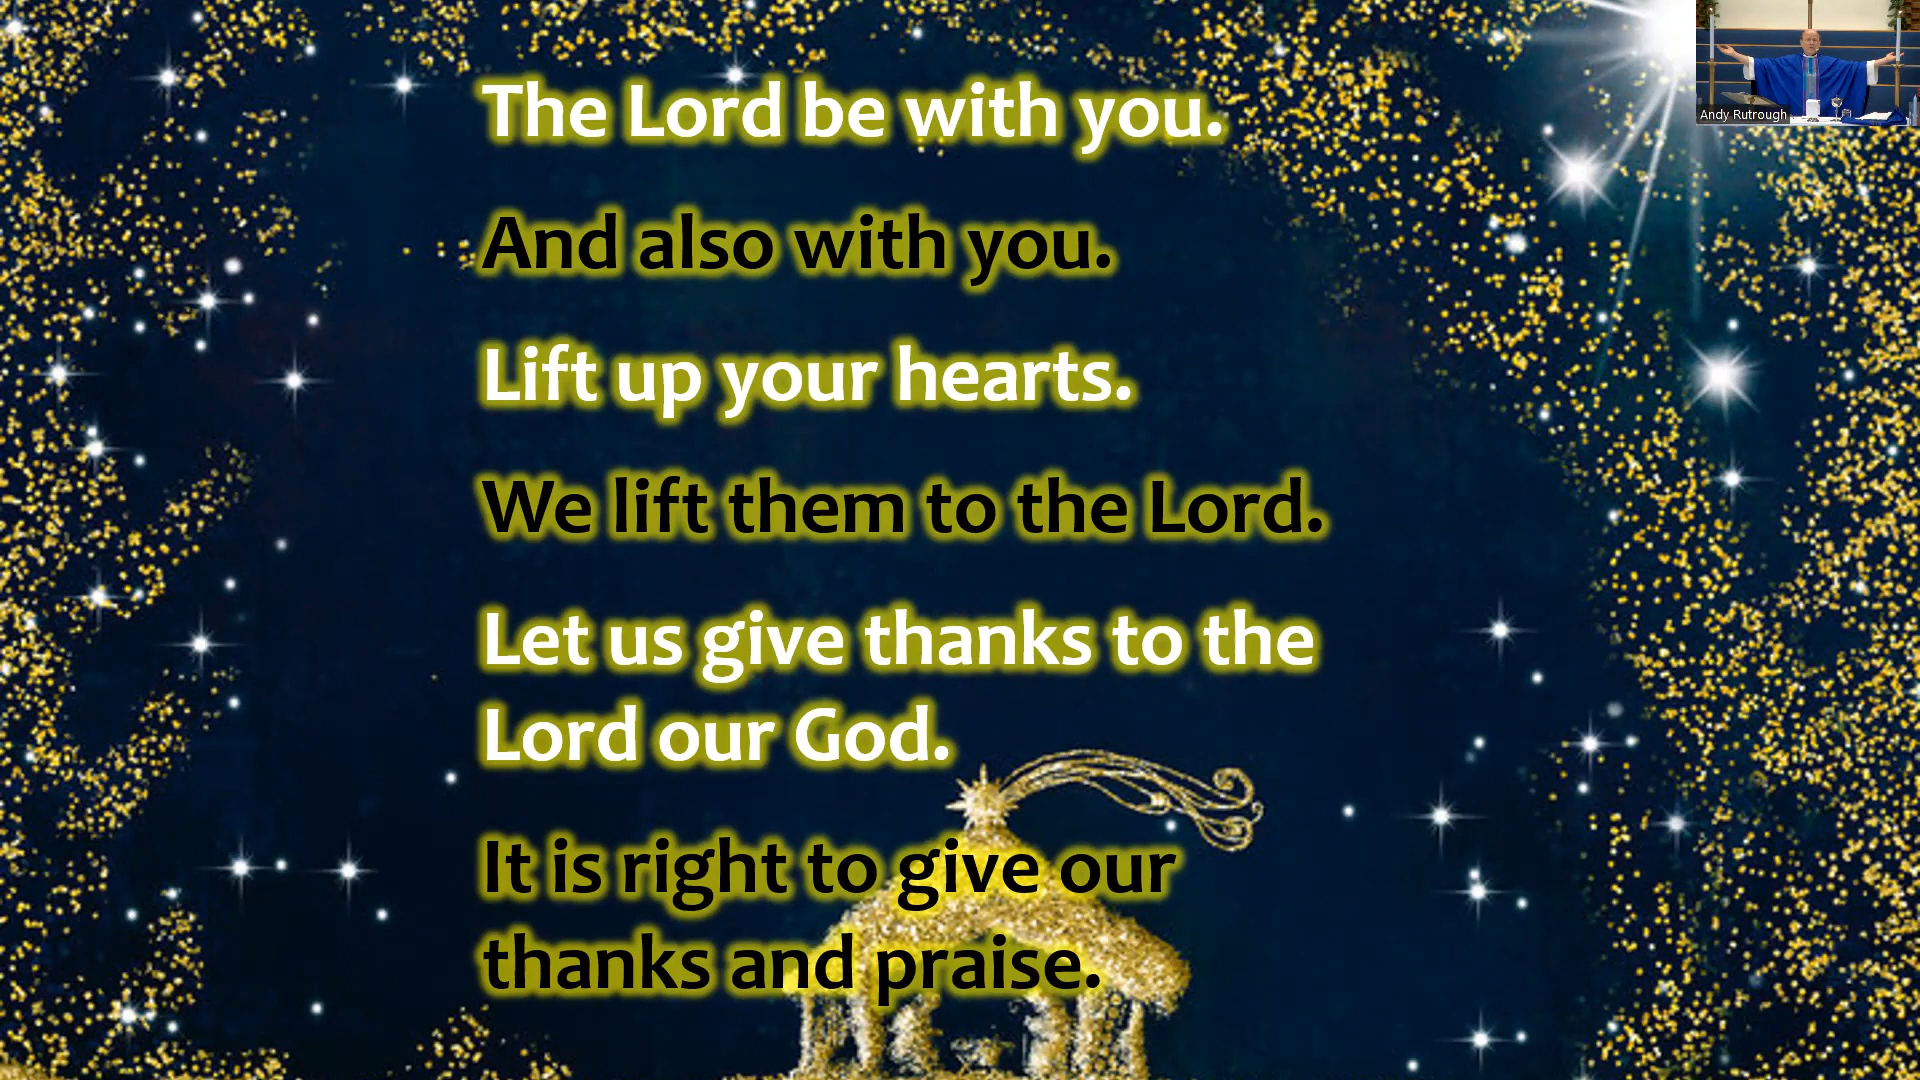 The Lord be with you.
And also with you.
Lift up your hearts.
We lift them to the Lord.
Let us give thanks to the
Lord our God.
It is right to give our
thanks and praise.
Andy Rutrough